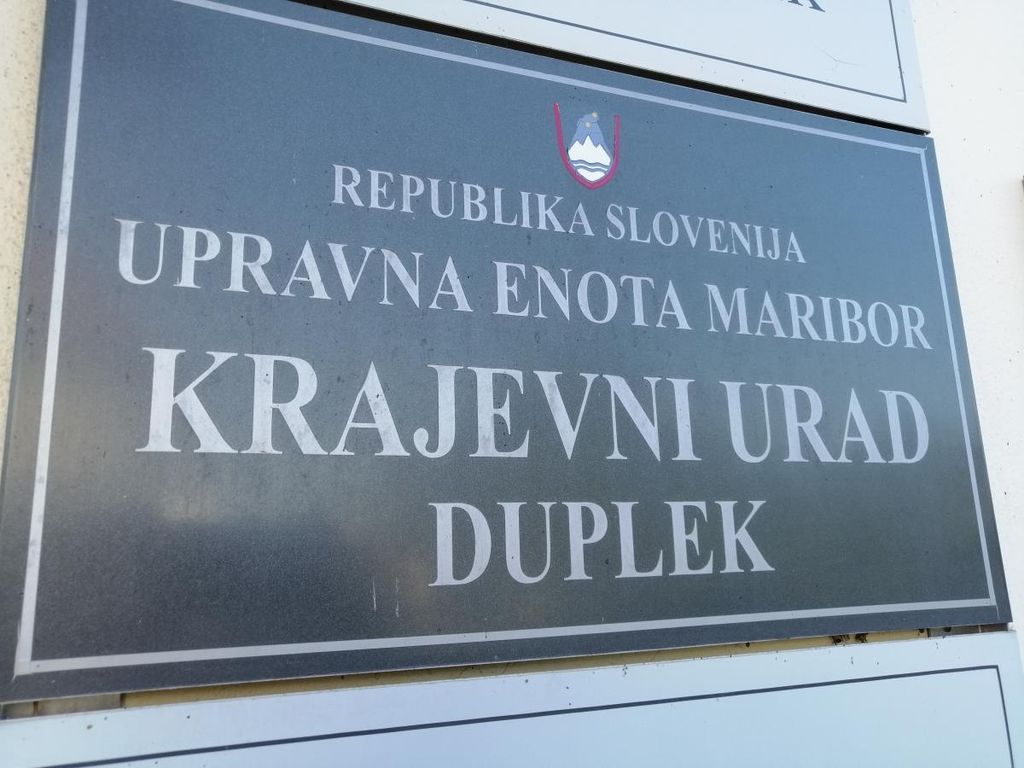 REPUBLIKA SLOVENIJA
UPRAVNA ENOTA MARIBOR
KRAJEVNI URAD
DUPLEK